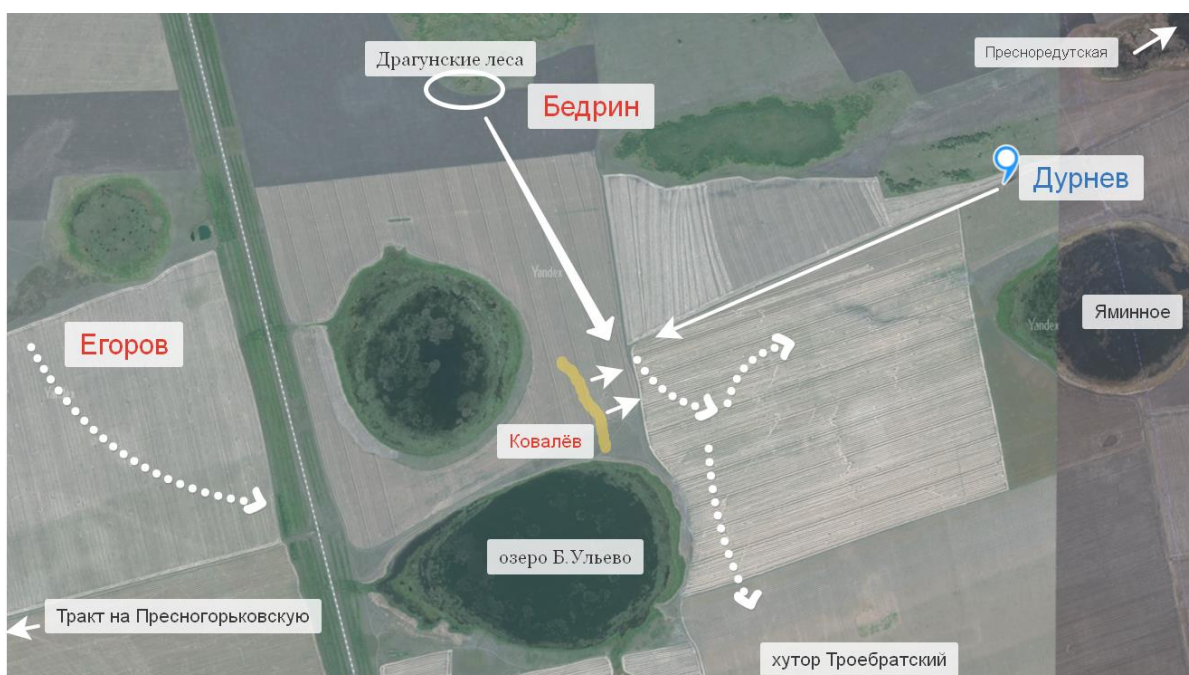 Драгунские леса
Пресноредутская
Бедрин
Дурнев
Yandex
Яминное
Yandex
Егоров
Yandex
Ковалёв
озеро Б.Ульево
Тракт на Пресногорьковскую
хутор Троебратский